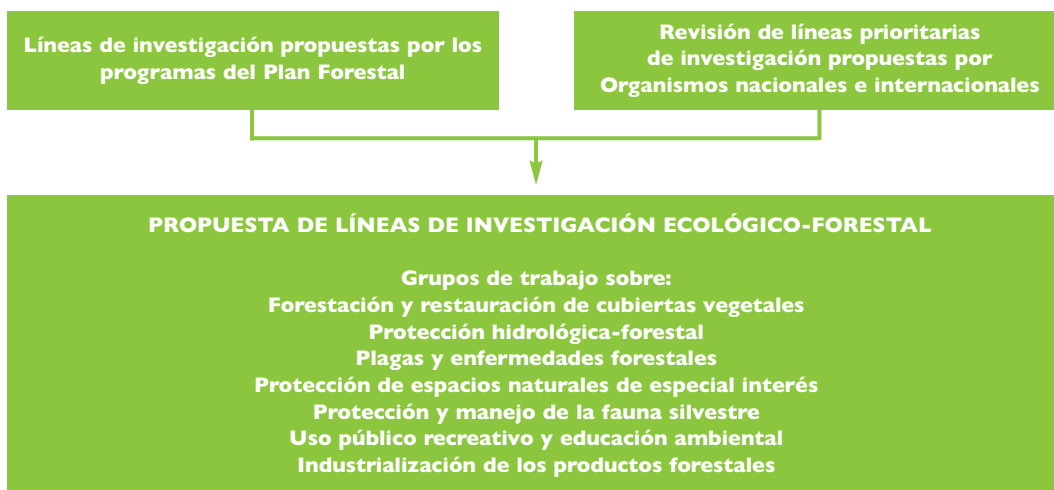 Líneas de investigación propuestas por los
programas del Plan Forestal
Revisión de líneas prioritarias
de investigación propuestas por
Organismos nacionales e internacionales
PROPUESTA DE LÍNEAS DE INVESTIGACIÓN ECOLÓGICO-FORESTAL
Grupos de trabajo sobre:
Forestación y restauración de cubiertas vegetales
Protección hidrológica-forestal
Plagas y enfermedades forestales
Protección de espacios naturales de especial interés
Protección y manejo de la fauna silvestre
Uso público recreativo y educación ambiental
Industrialización de los productos forestales